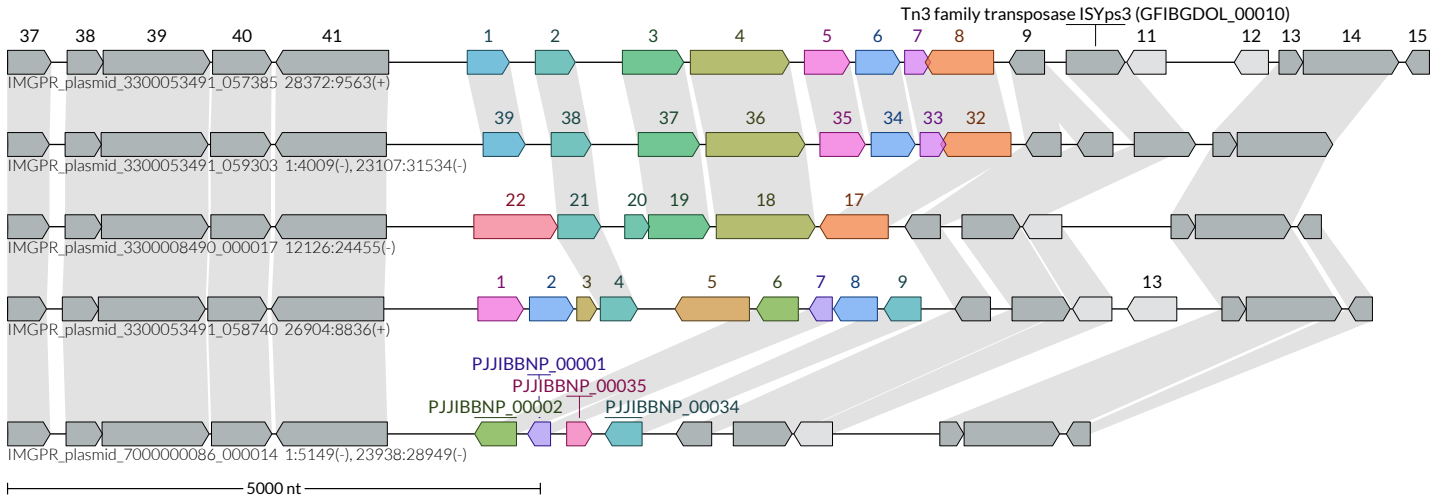 Tn3 family transposase ISYps3 (GFIBGDOL_00010)
37 38 39 40 41 1 2 3 4 5 6 7 8 9 11 12 13 14 15
IMGPR_plasmid_3300053491_057385 28372:9563(+)
39 38 37 36 35 34 33 32
IMGPR_plasmid_3300053491_059303 1:4009(-), 23107:31534(-)
22 21 20 19 18 17
IMGPR_plasmid_3300008490_000017 12126:24455(-)
1 2 3 4 5 6 7 8 9 13
IMGPR_plasmid_3300053491_058740 26904:8836(+)
PJJIBBNP_00001
PJJIBBNP_00035
PJJIBBNP_00002 PJJIBBNP_00034
IMGPR_plasmid_7000000086_000014 1:5149(-), 23938:28949(-)
5000 nt